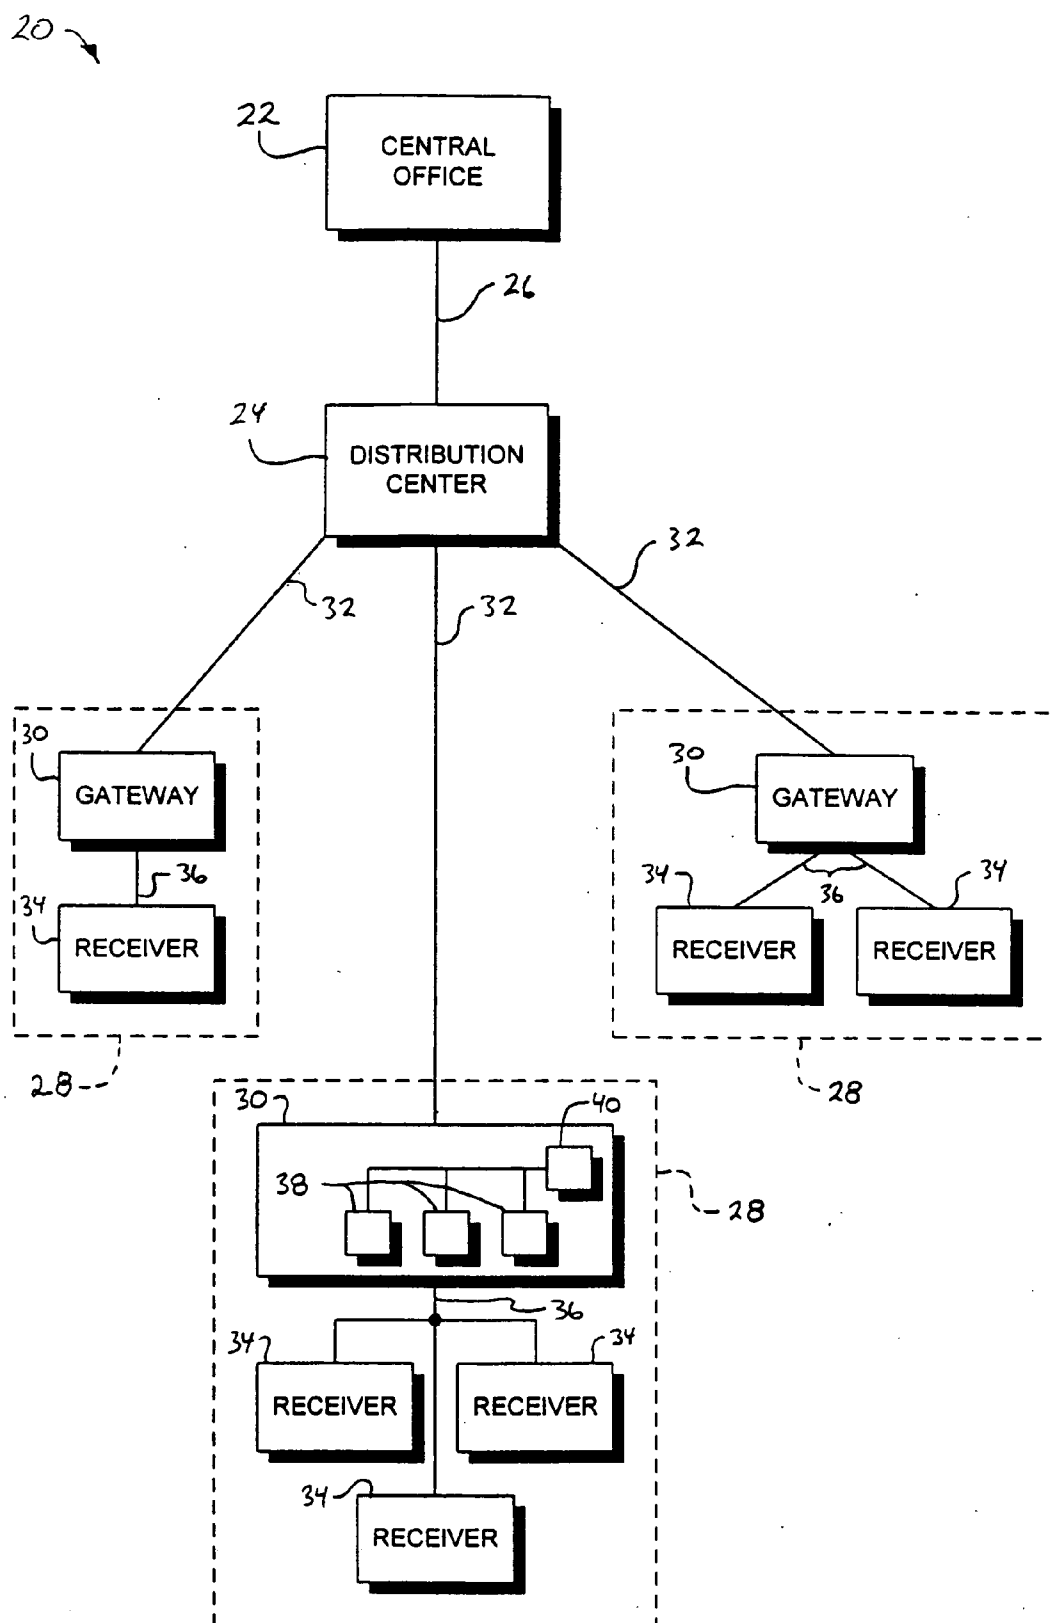 20
22
CENTRAL
OFFICE
26
24
DISTRIBUTION
CENTER
32
32
32
30
GATEWAY
36
34
RECEIVER
28
30
GATEWAY
34
36
34
RECEIVER
RECEIVER
28
30
40
38
28
36
34
34
RECEIVER
RECEIVER
34
RECEIVER